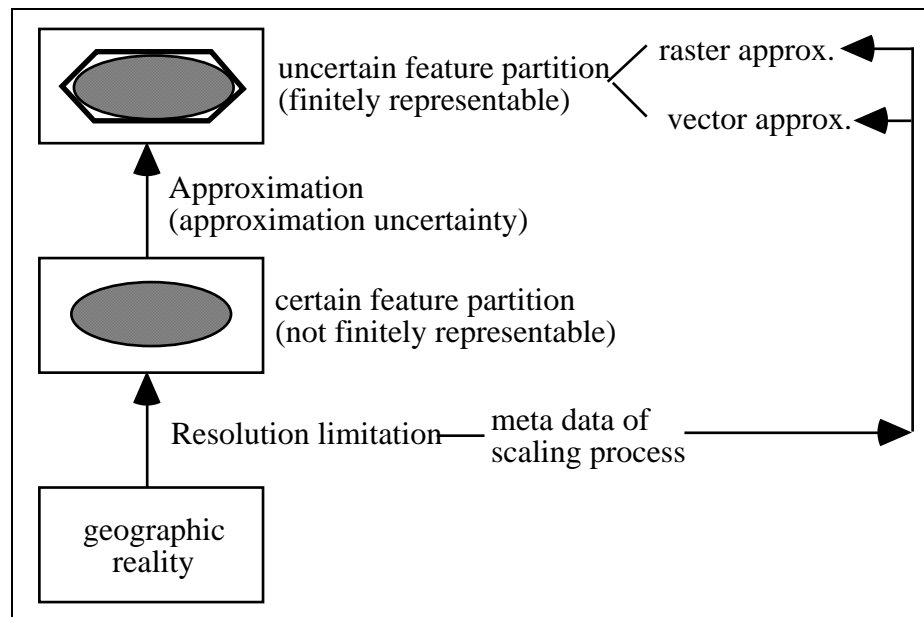 uncertain feature partition
(finitely representable)
raster approx.
vector approx.
Approximation
(approximation uncertainty)
certain feature partition
(not finitely representable)
Resolution limitation
meta data of
scaling process
geographic
reality